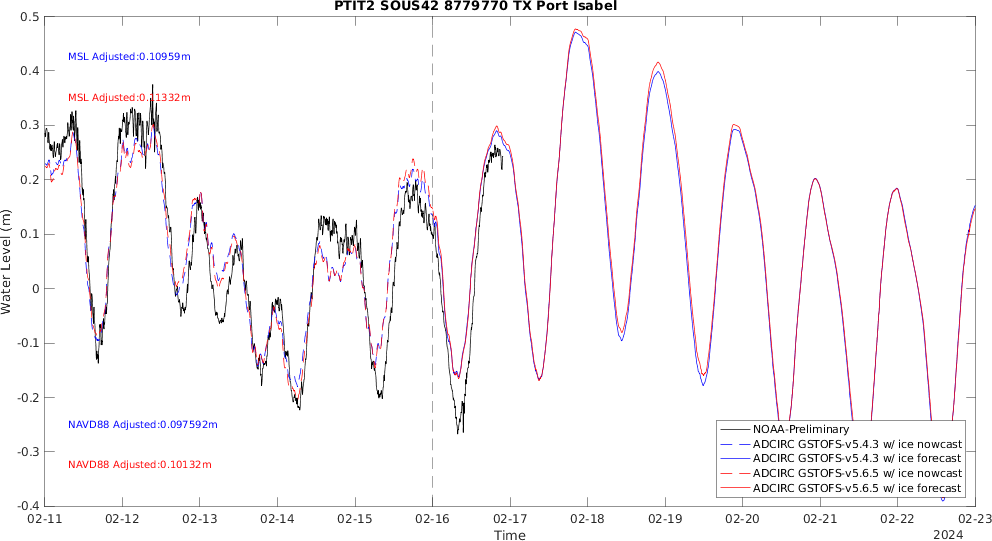 PTIT2 SOUS42 8779770 TX Port Isabel
Water Level (m)
0.5
0.4
0.3
0.2
0.1
0
-0.1
-0.2
-0.3
-0.4
MSL Adjusted:0.10959m
MSL Adjusted:0.11332m
NAVD88 Adjusted:0.097592m
NAVD88 Adjusted:0.10132m
NOAA-Preliminary
ADCIRC GSTOFS-v5.4.3 w/ ice nowcast
ADCIRC GSTOFS-v5.4.3 w/ ice forecast
ADCIRC GSTOFS-v5.6.5 w/ ice nowcast
ADCIRC GSTOFS-v5.6.5 w/ ice forecast
02-11 02-12 02-13 02-14 02-15 02-16 02-17 02-18 02-19 02-20 02-21 02-22 02-23
Time
2024